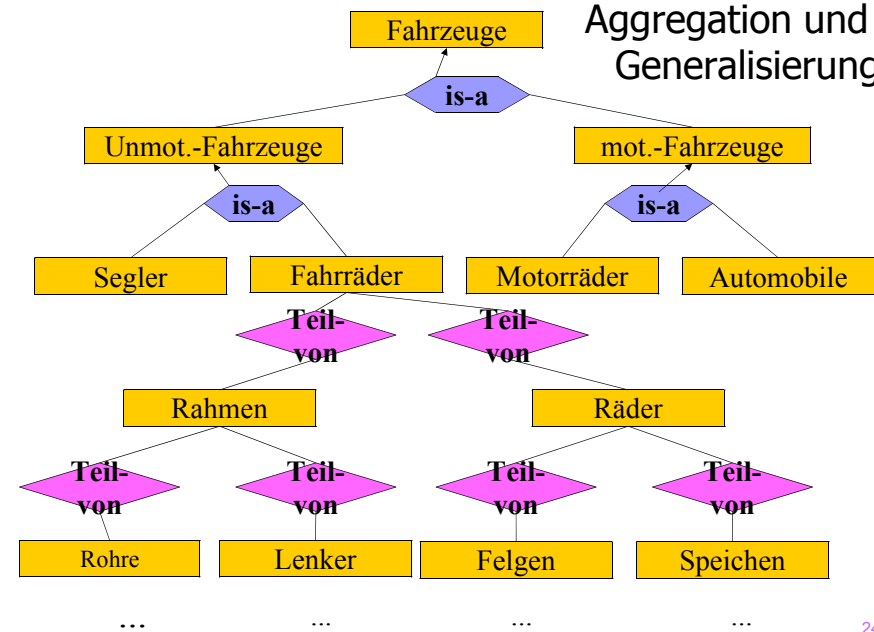 Aggregation und
Generalisierung
Fahrzeuge
is-a
Unmot.-Fahrzeuge
mot.-Fahrzeuge
is-a
is-a
Segler
Fahrräder
Motorräder
Automobile
Teil-
von
Teil-
von
Rahmen
Räder
Teil-
von
Teil-
von
Teil-
von
Teil-
von
Rohre
Lenker
Felgen
Speichen
...
...
...
...
24